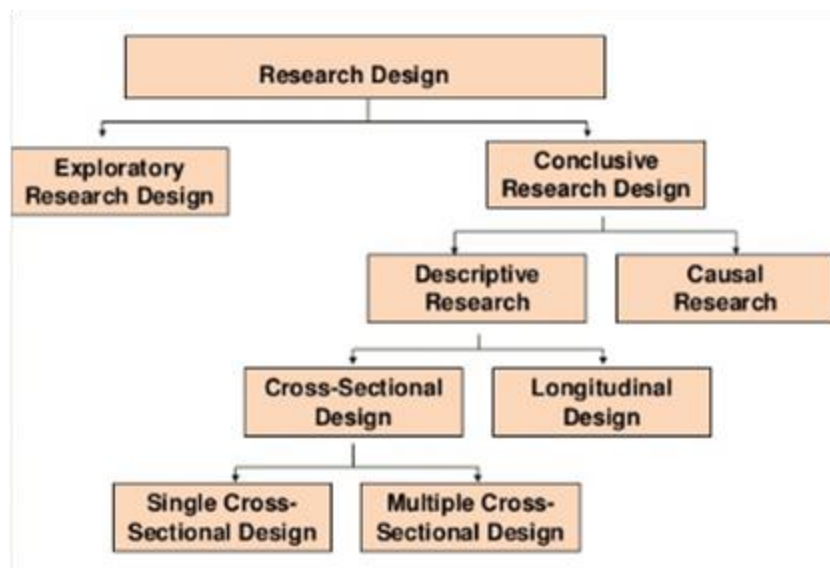 Research Design
Exploratory
Research Design
Conclusive
Research Design
Descriptive
Research
Causal
Research
Cross-Sectional
Design
Longitudinal
Design
Single Cross-
Sectional Design
Multiple Cross-
Sectional Design